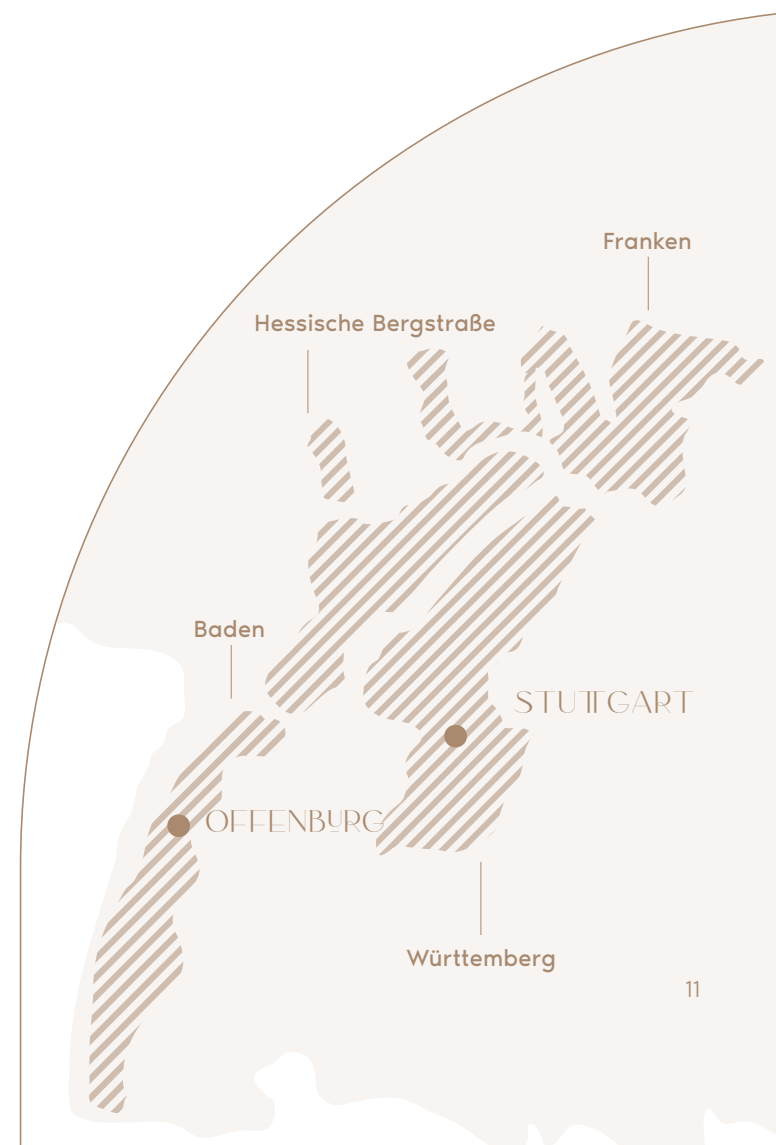 Franken
Hessische Bergstraße
Baden
STUTTGART
OFFENBURG
Württemberg
11